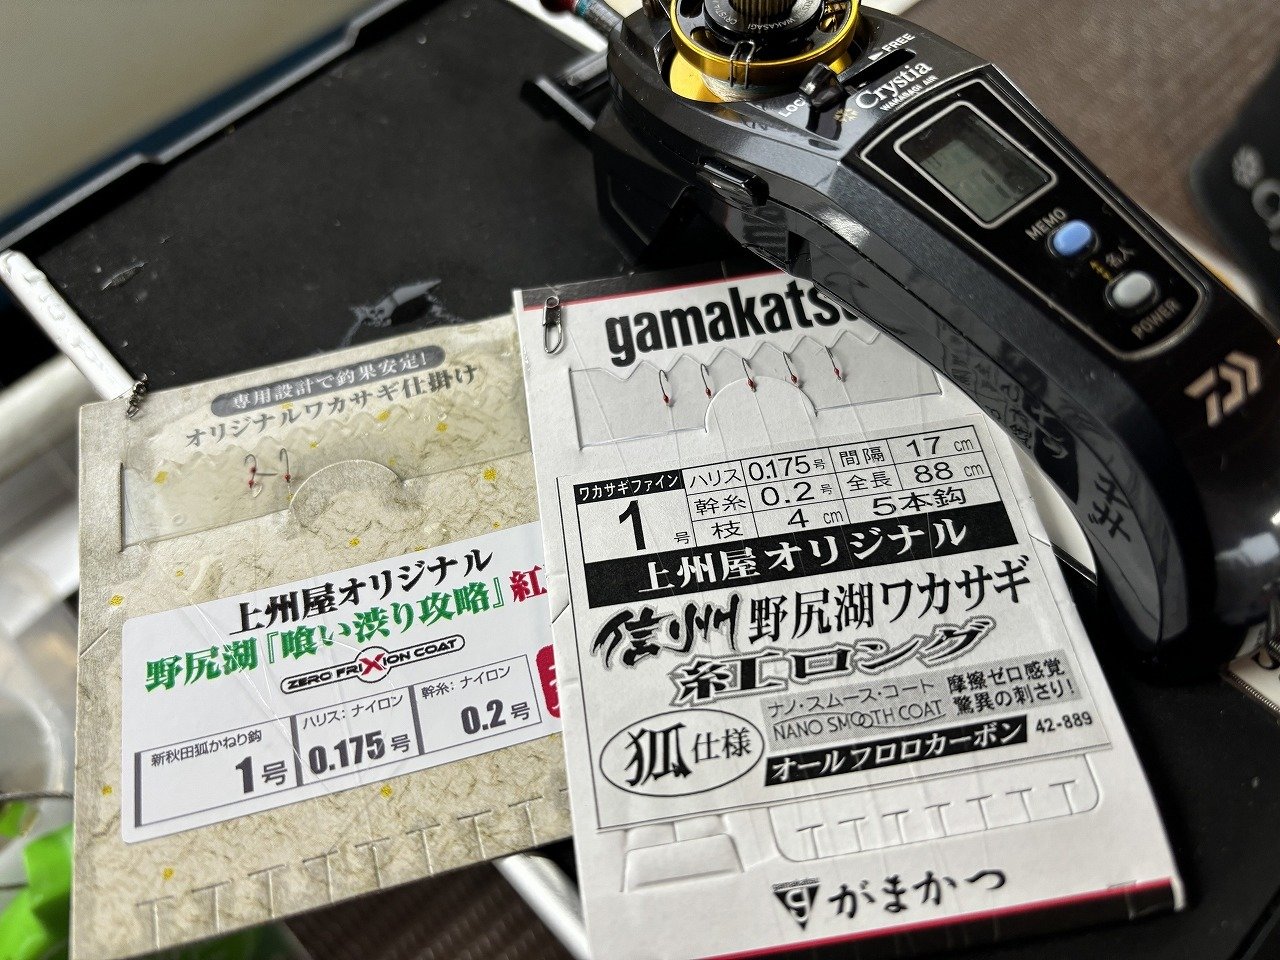 WAKASAGI
FREE
LOC
Crystia
WAKASAGI AIR
MEMO
名人
POWER
専用設計で釣果安定!
オリジナルワカサギ仕掛け
上州屋オリジナル
野尻湖『喰い渋り攻略』紅
ZERO FRIXION COAT
新秋田狐かねり鈎
1号
ハリス:ナイロン
0.175号
幹糸:ナイロン
0.2号
gamakatsu
ワカサギファイン
1号
ハリス 0.175号 間隔 17cm
幹糸 0.2号 全長 88cm
枝 4cm 5本鈎
上州屋オリジナル
信州 野尻湖ワカサギ
紅ロング
狐仕様
ナノ・スムース・コート
NANO SMOOTH COAT
摩擦ゼロ感覚
驚異の刺さり!
オールフロロカーボン 42-889
gamakatsu
がまかつ